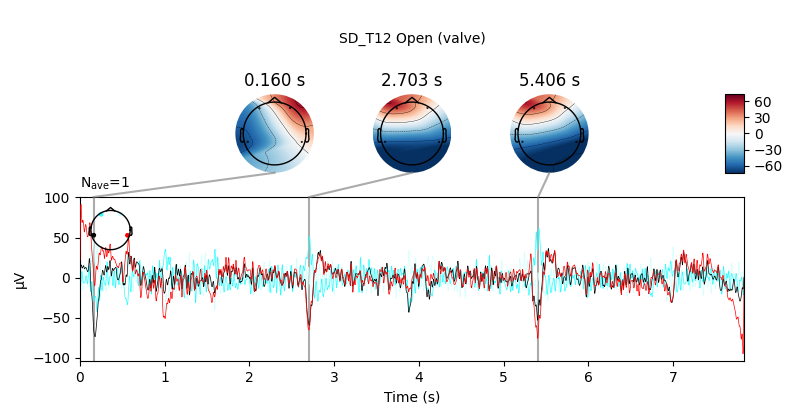 SD_T12 Open (valve)
0.160 s
2.703 s
5.406 s
60
30
0
−30
−60
Nave=1
100
50
0
−50
−100
µV
0 1 2 3 4 5 6 7
Time (s)